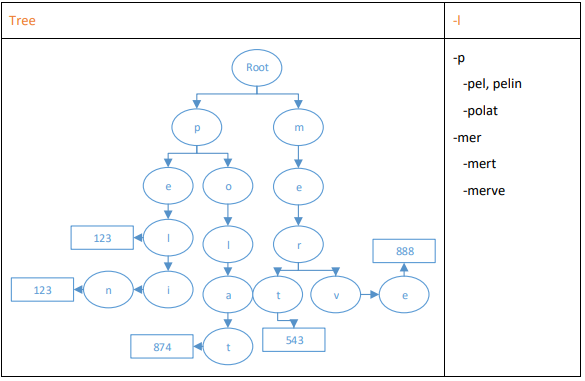 Tree
-l
Root
p m
e o e
123 l l r
888
123 n i a t v e
874 t 543
-p
-pel, pelin
-polat
-mer
-mert
-merve